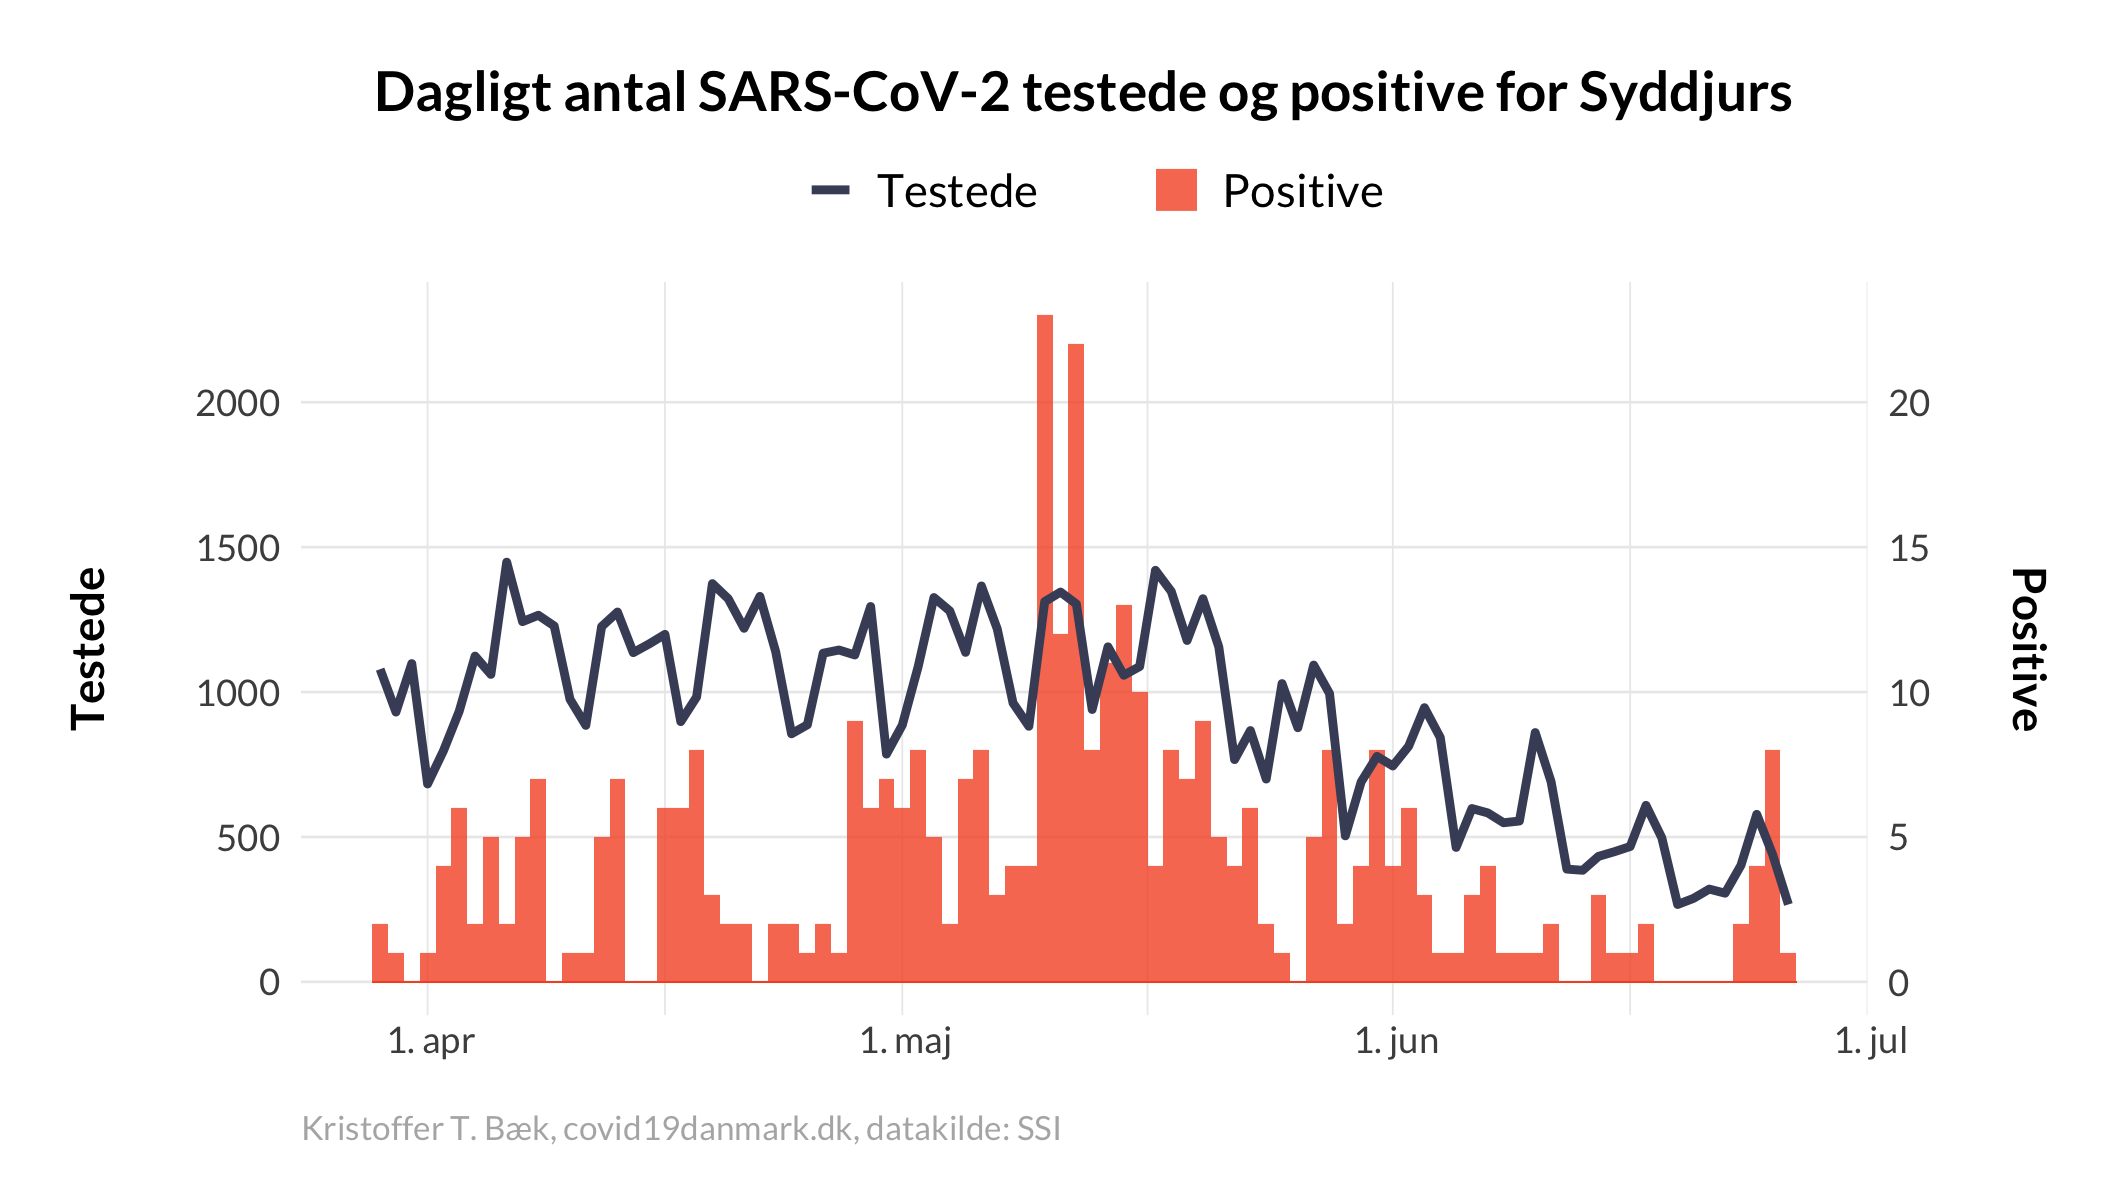 Dagligt antal SARS-CoV-2 testede og positive for Syddjurs
Testede
Positive
2000
1500
1000
500
0
Testede
20
15
10
5
0
Positive
1. apr
1. maj
1. jun
1. jul
Kristoffer T. Bæk, covid19danmark.dk, datakilde: SSI